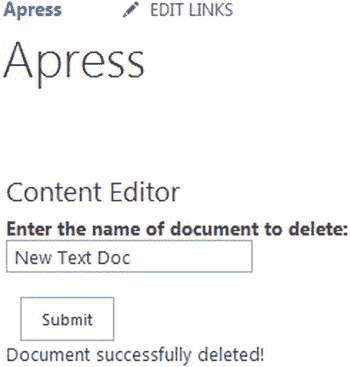 Apress EDIT LINKS
Apress
Content Editor
Enter the name of document to delete:
New Text Doc
Submit
Document successfully deleted!